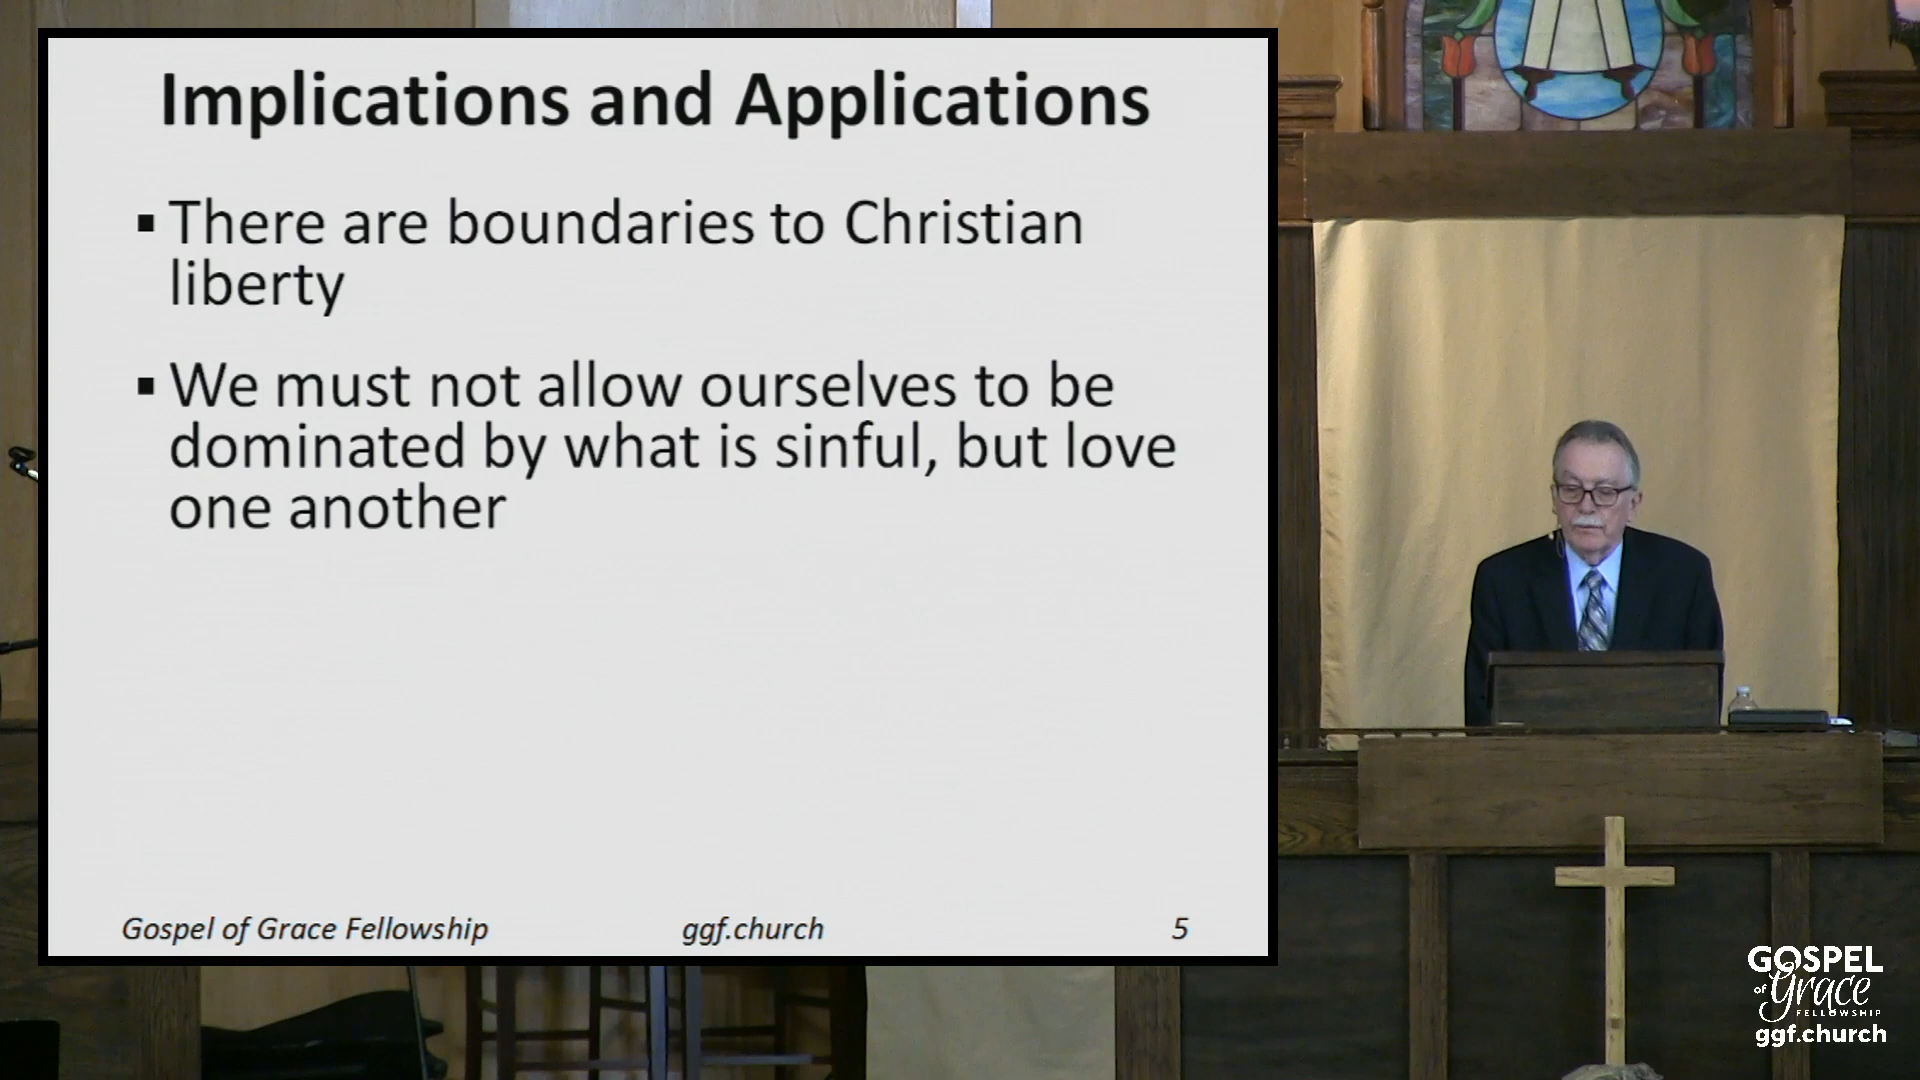 Implications and Applications
▪ There are boundaries to Christian
liberty
▪ We must not allow ourselves to be
dominated by what is sinful, but love
one another
Gospel of Grace Fellowship ggf.church 5
GOSPEL
of Grace
FELLOWSHIP
ggf.church